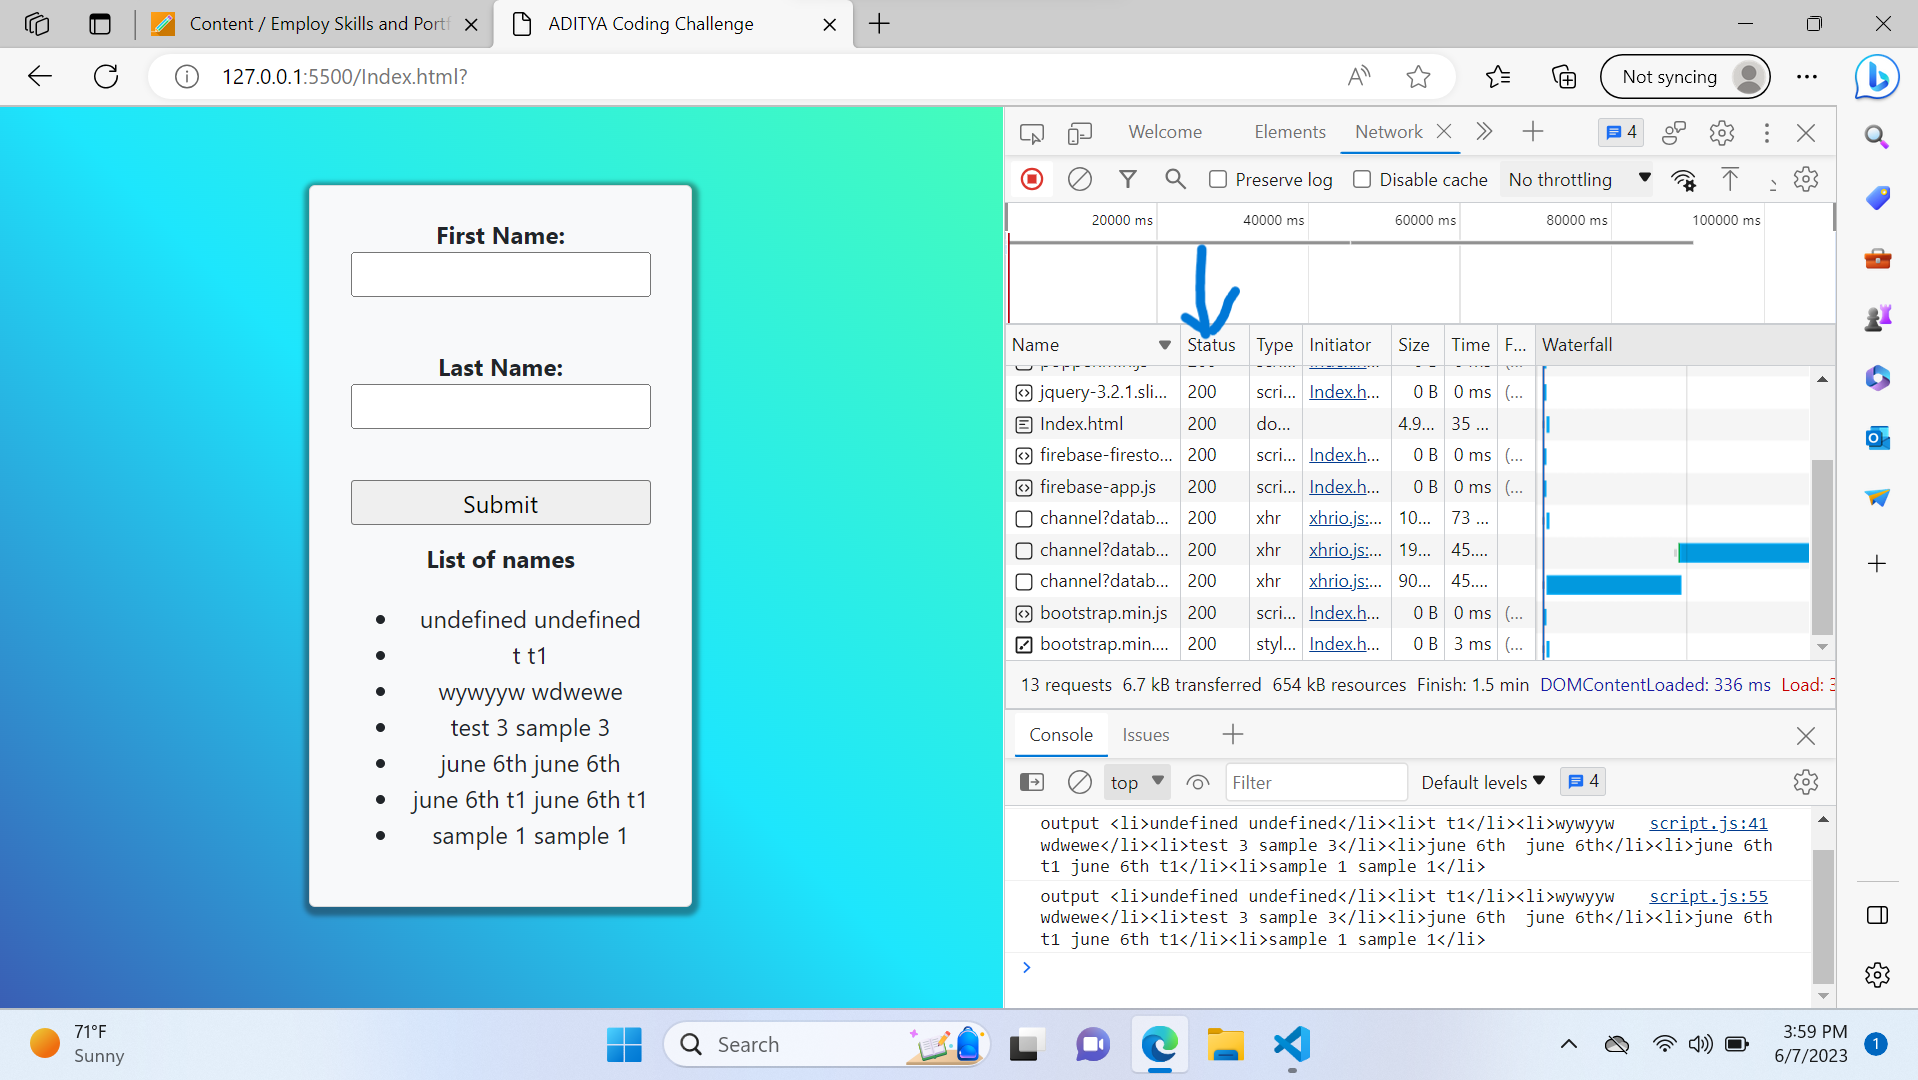 Content / Employ Skills and Portf
ADITYA Coding Challenge
127.0.0.1:5500/Index.html?
Not syncing
Welcome Elements Network
4
Preserve log Disable cache No throttling
20000 ms 40000 ms 60000 ms 80000 ms 100000 ms
Name Status Type Initiator Size Time F... Waterfall
jquery-3.2.1.sli... 200 scri... Index.h... 0 B 0 ms (...
Index.html 200 do... 4.9... 35 ...
firebase-firesto... 200 scri... Index.h... 0 B 0 ms (...
firebase-app.js 200 scri... Index.h... 0 B 0 ms (...
channel?datab... 200 xhr xhrio.js:... 10... 73 ...
channel?datab... 200 xhr xhrio.js:... 19... 45....
channel?datab... 200 xhr xhrio.js:... 90... 45....
bootstrap.min.js 200 scri... Index.h... 0 B 0 ms (...
bootstrap.min.... 200 styl... Index.h... 0 B 3 ms (...
13 requests 6.7 kB transferred 654 kB resources Finish: 1.5 min DOMContentLoaded: 336 ms Load: 3
Console Issues
top Filter Default levels 4
output <li>undefined undefined</li><li>t t1</li><li>wywyyw script.js:41
wdwewe</li><li>test 3 sample 3</li><li>june 6th  june 6th</li><li>june 6th
t1 june 6th t1</li><li>sample 1 sample 1</li>
output <li>undefined undefined</li><li>t t1</li><li>wywyyw script.js:55
wdwewe</li><li>test 3 sample 3</li><li>june 6th  june 6th</li><li>june 6th
t1 june 6th t1</li><li>sample 1 sample 1</li>
First Name:
Last Name:
Submit
List of names
undefined undefined
t t1
wywyyw wdwewe
test 3 sample 3
june 6th june 6th
june 6th t1 june 6th t1
sample 1 sample 1
71°F
Sunny
Search
3:59 PM
6/7/2023
1